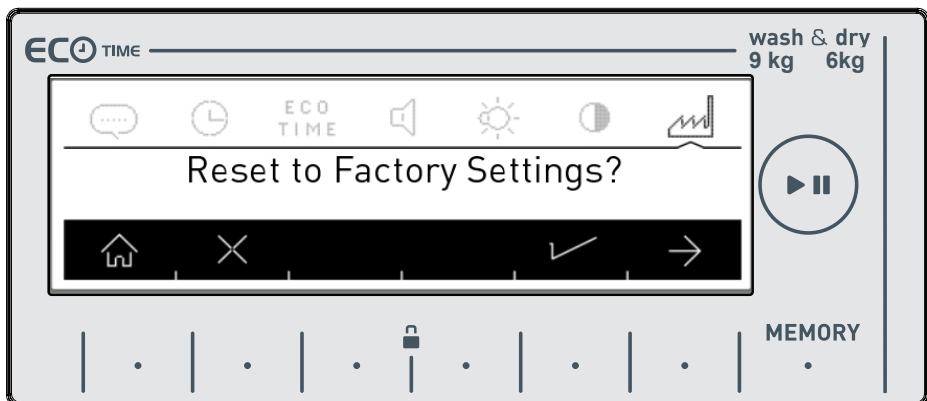 ECO TIME
wash & dry
9 kg 6kg
ECO
TIME
Reset to Factory Settings?
MEMORY